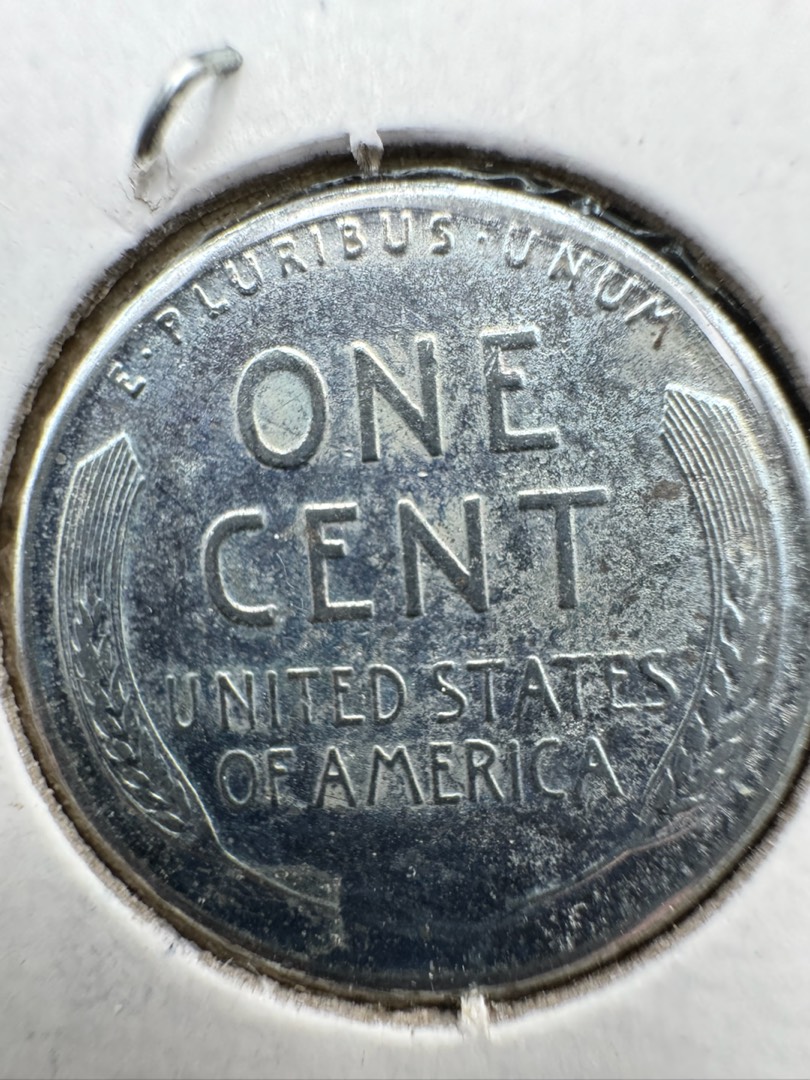 E·PLURIBUS·UNUM
ONE
CENT
UNITED STATES
OF AMERICA